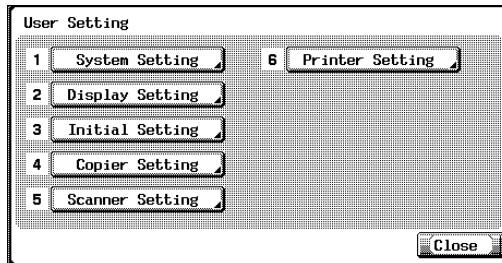 User Setting
1 System Setting
2 Display Setting
3 Initial Setting
4 Copier Setting
5 Scanner Setting
6 Printer Setting
Close